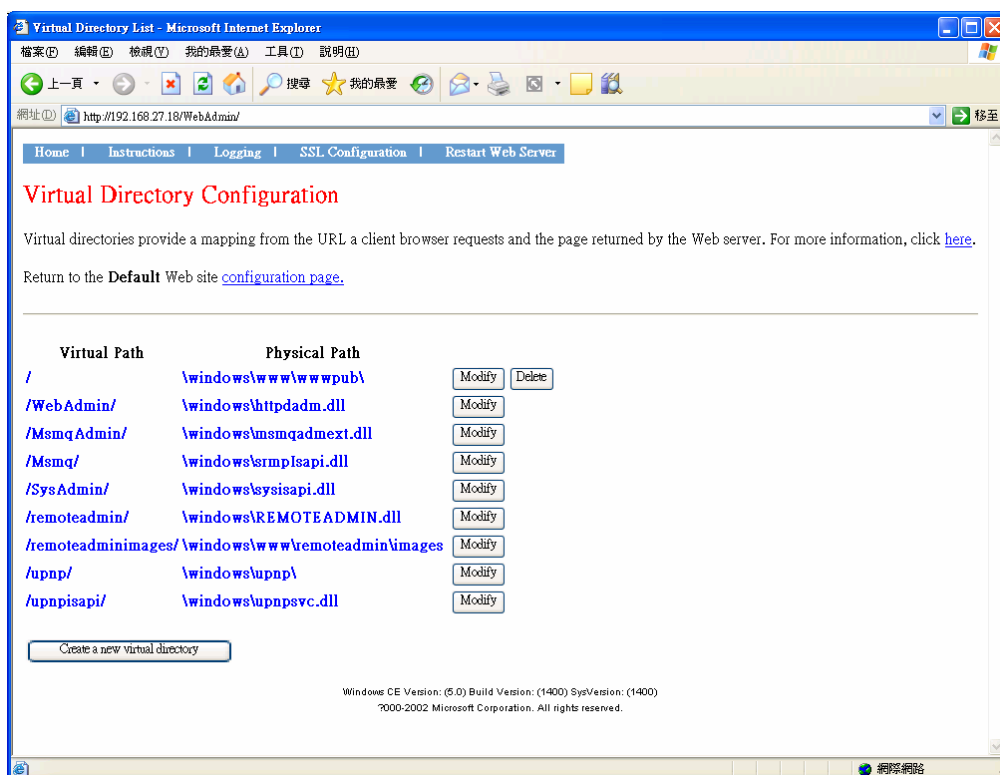 Virtual Directory List - Microsoft Internet Explorer
檔案(F) 編輯(E) 檢視(V) 我的最愛(A) 工具(T) 說明(H)
上一頁 搜尋 我的最愛
網址(D) http://192.168.27.18/WebAdmin/ 移至
Home | Instructions | Logging | SSL Configuration | Restart Web Server
Virtual Directory Configuration
Virtual directories provide a mapping from the URL a client browser requests and the page returned by the Web server. For more information, click here.
Return to the Default Web site configuration page.
Virtual Path Physical Path
/ \windows\www\wwwpub\ Modify Delete
/WebAdmin/ \windows\httpdadm.dll Modify
/MsmqAdmin/ \windows\msmqadmext.dll Modify
/Msmq/ \windows\srmpIsapi.dll Modify
/SysAdmin/ \windows\sysisapi.dll Modify
/remoteadmin/ \windows\REMOTEADMIN.dll Modify
/remoteadminimages/ \windows\www\remoteadmin\images Modify
/upnp/ \windows\upnp\ Modify
/upnpisapi/ \windows\upnpsvc.dll Modify
Create a new virtual directory
Windows CE Version: (5.0) Build Version: (1400) SysVersion: (1400)
?000-2002 Microsoft Corporation. All rights reserved.
網際網路